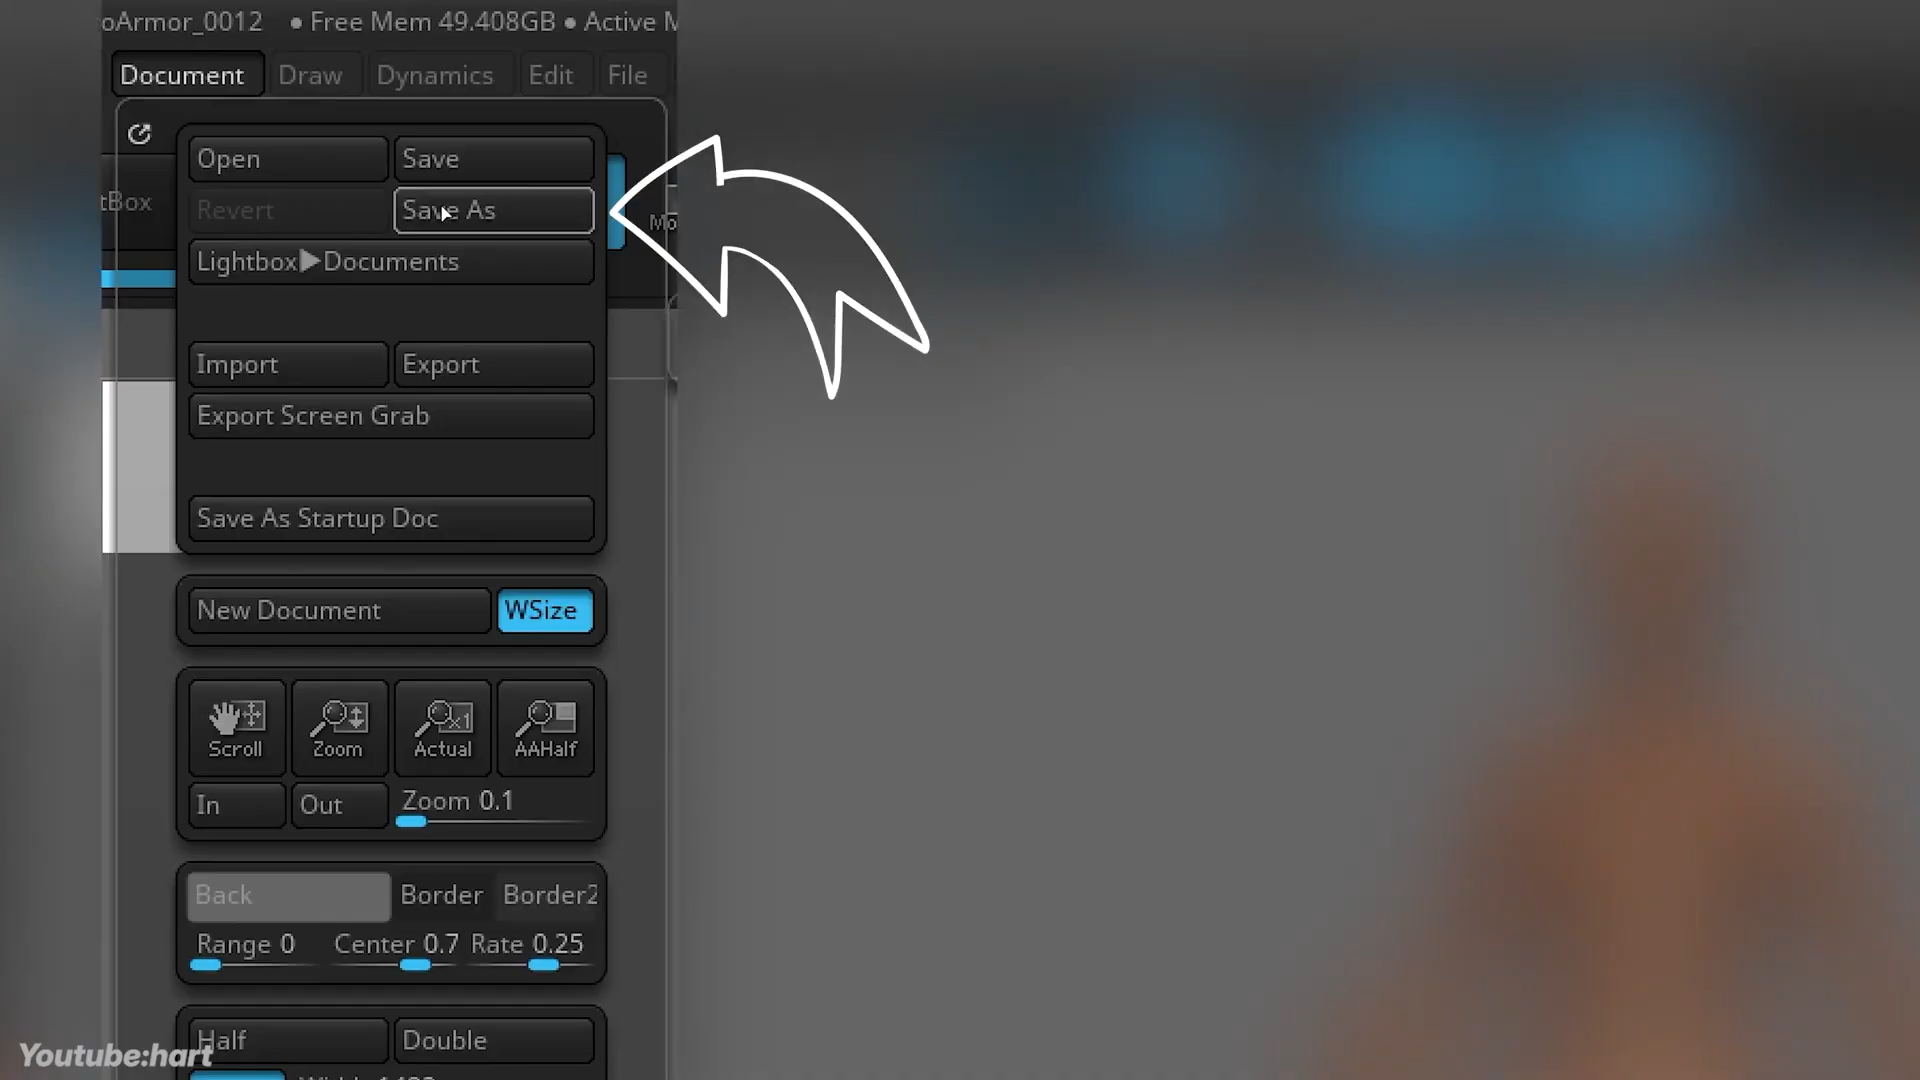 oArmor_0012 • Free Mem 49.408GB • Active
Document Draw Dynamics Edit File
Open Save
tBox Revert Save As Mo
Lightbox▶Documents
Import Export
Export Screen Grab
Save As Startup Doc
New Document WSize
Scroll Zoom Actual AAHalf
In Out Zoom 0.1
Back Border Border2
Range 0 Center 0.7 Rate 0.25
Half Double
Youtube:hart